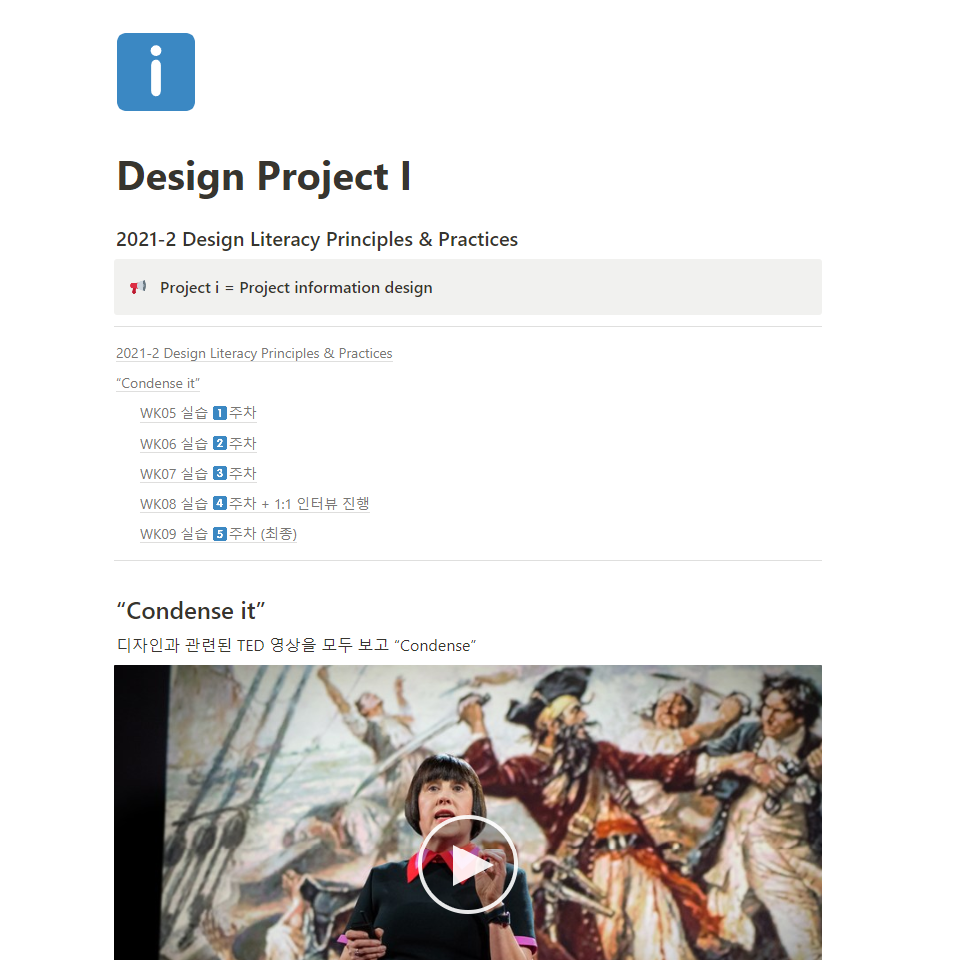 i
Design Project I
2021-2 Design Literacy Principles & Practices
Project i = Project information design
2021-2 Design Literacy Principles & Practices
“Condense it”
WK05 실습 1주차
WK06 실습 2주차
WK07 실습 3주차
WK08 실습 4주차 + 1:1 인터뷰 진행
WK09 실습 5주차 (최종)
“Condense it”
디자인과 관련된 TED 영상을 모두 보고 “Condense”